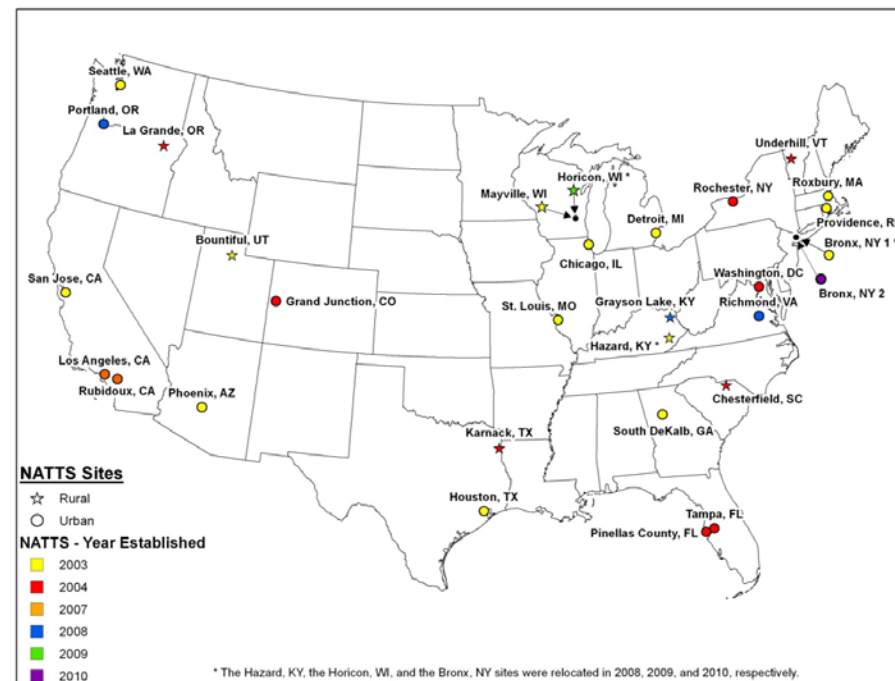 Seattle, WA
Portland, OR
La Grande, OR
Underhill, VT
Horicon, WI *
Mayville, WI
Rochester, NY
Roxbury, MA
Detroit, MI
Providence, RI
Bountiful, UT
Chicago, IL
Bronx, NY 1 *
San Jose, CA
Washington, DC
Grand Junction, CO
St. Louis, MO
Grayson Lake, KY
Richmond, VA
Bronx, NY 2
Hazard, KY *
Los Angeles, CA
Rubidoux, CA
Phoenix, AZ
Chesterfield, SC
South DeKalb, GA
Karnack, TX
NATTS Sites
Rural
Urban
Houston, TX
Tampa, FL
Pinellas County, FL
NATTS - Year Established
2003
2004
2007
2008
2009
2010
* The Hazard, KY, the Horicon, WI, and the Bronx, NY sites were relocated in 2008, 2009, and 2010, respectively.